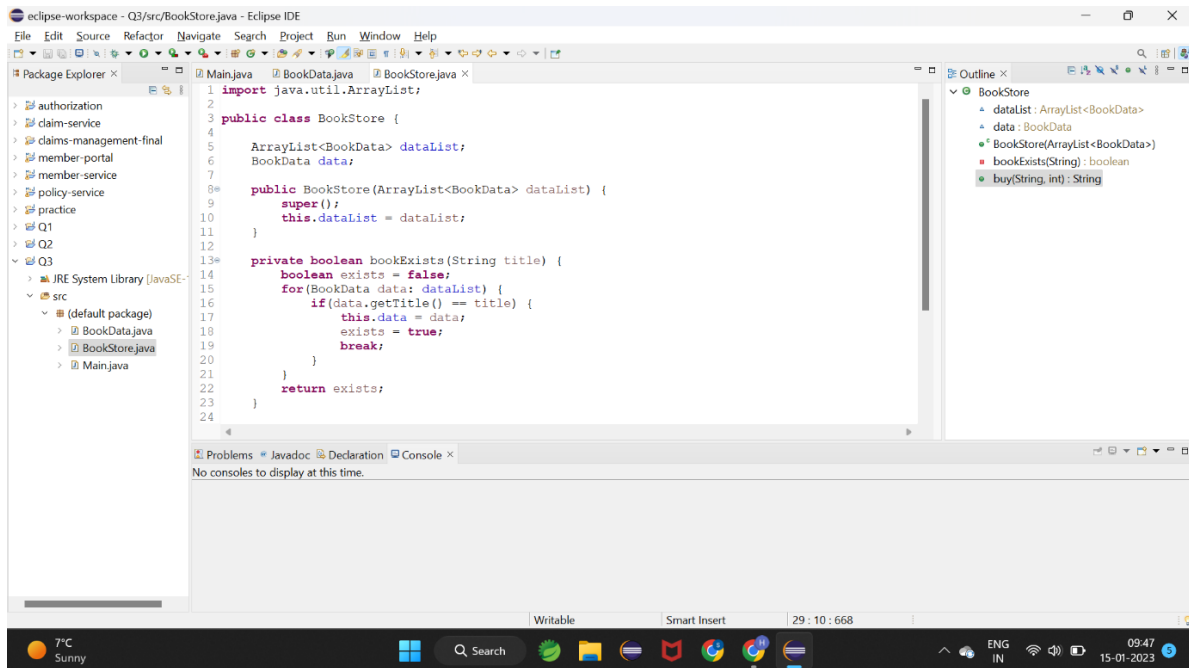 eclipse-workspace - Q3/src/BookStore.java - Eclipse IDE
File Edit Source Refactor Navigate Search Project Run Window Help
Package Explorer ×
authorization
claim-service
claims-management-final
member-portal
member-service
policy-service
practice
Q1
Q2
Q3
JRE System Library [JavaSE-
src
(default package)
BookData.java
BookStore.java
Main.java
Main.java BookData.java BookStore.java ×
1 import java.util.ArrayList;
2
3 public class BookStore {
4
5 ArrayList<BookData> dataList;
6 BookData data;
7
8 public BookStore(ArrayList<BookData> dataList) {
9 super();
10 this.dataList = dataList;
11 }
12
13 private boolean bookExists(String title) {
14 boolean exists = false;
15 for(BookData data: dataList) {
16 if(data.getTitle() == title) {
17 this.data = data;
18 exists = true;
19 break;
20 }
21 }
22 return exists;
23 }
24
Outline ×
BookStore
dataList : ArrayList<BookData>
data : BookData
BookStore(ArrayList<BookData>)
bookExists(String) : boolean
buy(String, int) : String
Problems Javadoc Declaration Console ×
No consoles to display at this time.
Writable Smart Insert 29 : 10 : 668
7°C
Sunny
Search
ENG
IN
09:47
15-01-2023
5